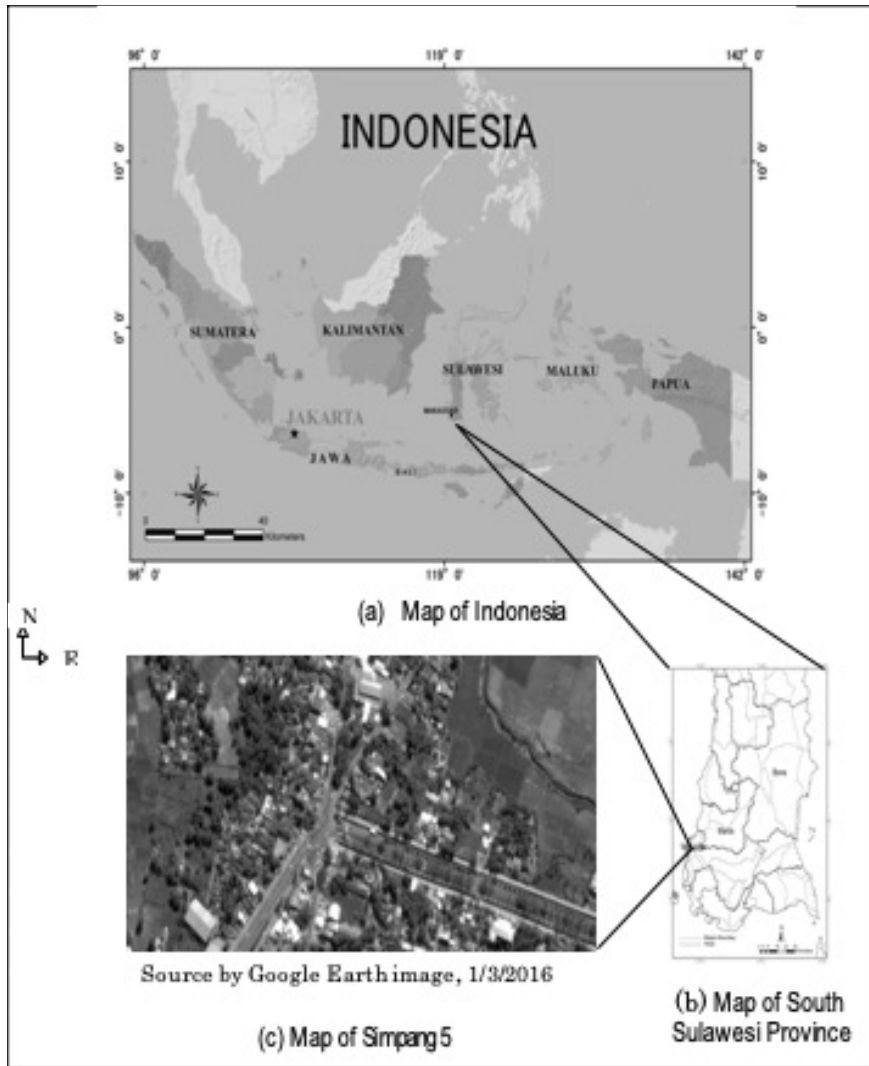 96° 0' 119° 0' 142° 0'
INDONESIA
10° 0' 10° 0'
0° 0' 0° 0'
SUMATERA KALIMANTAN
SULAWESI MALUKU PAPUA
JAKARTA
JAWA
-10° 0' -10° 0'
0 40
Kilometers
96° 0' 119° 0' 142° 0'
(a) Map of Indonesia
N
E
Source by Google Earth image, 1/3/2016
(b) Map of South
Sulawesi Province
(c) Map of Simpang 5